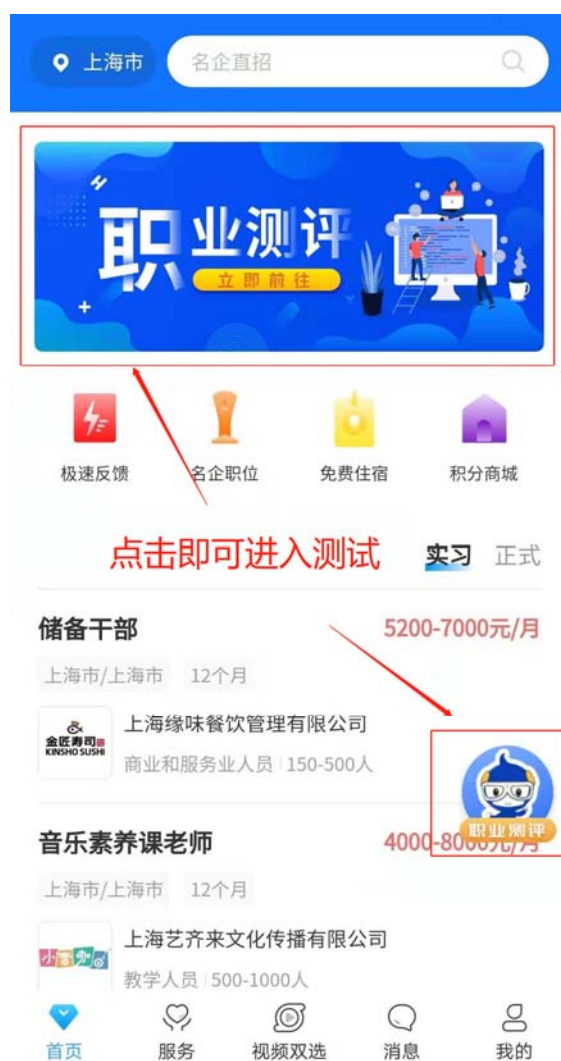 上海市
名企直招
职业测评
立即前往
极速反馈
名企职位
免费住宿
积分商城
点击即可进入测试
实习
正式
储备干部
5200-7000元/月
上海市/上海市
12个月
金匠寿司
KINSHO SUSHI
上海缘味餐饮管理有限公司
商业和服务业人员 150-500人
职业测评
音乐素养课老师
4000-8000元/月
上海市/上海市
12个月
上海艺齐来文化传播有限公司
教学人员 500-1000人
首页
服务
视频双选
消息
我的